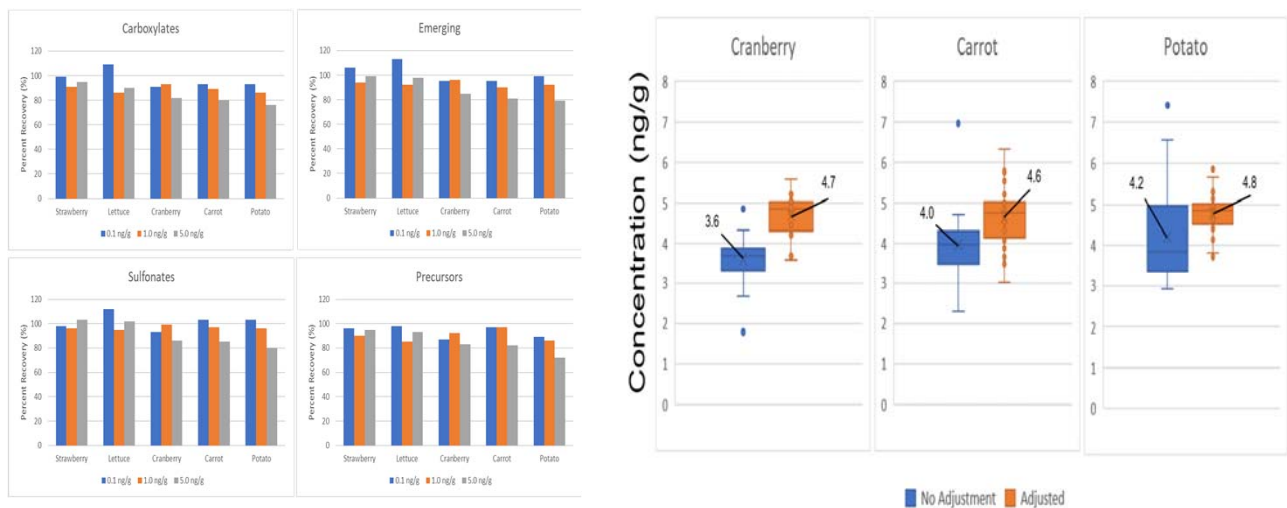 Carboxylates
Percent Recovery (%)
120
100
80
60
40
20
0
Strawberry Lettuce Cranberry Carrot Potato
0.1 ng/g 1.0 ng/g 5.0 ng/g
Emerging
Percent Recovery (%)
120
100
80
60
40
20
0
Strawberry Lettuce Cranberry Carrot Potato
0.1 ng/g 1.0 ng/g 5.0 ng/g
Sulfonates
Percent Recovery (%)
120
100
80
60
40
20
0
Strawberry Lettuce Cranberry Carrot Potato
0.1 ng/g 1.0 ng/g 5.0 ng/g
Precursors
Percent Recovery (%)
120
100
80
60
40
20
0
Strawberry Lettuce Cranberry Carrot Potato
0.1 ng/g 1.0 ng/g 5.0 ng/g
Concentration (ng/g)
Cranberry
8
7
6
5
4
3
2
1
0
3.6
4.7
Carrot
8
7
6
5
4
3
2
1
0
4.0
4.6
Potato
8
7
6
5
4
3
2
1
0
4.2
4.8
No Adjustment Adjusted